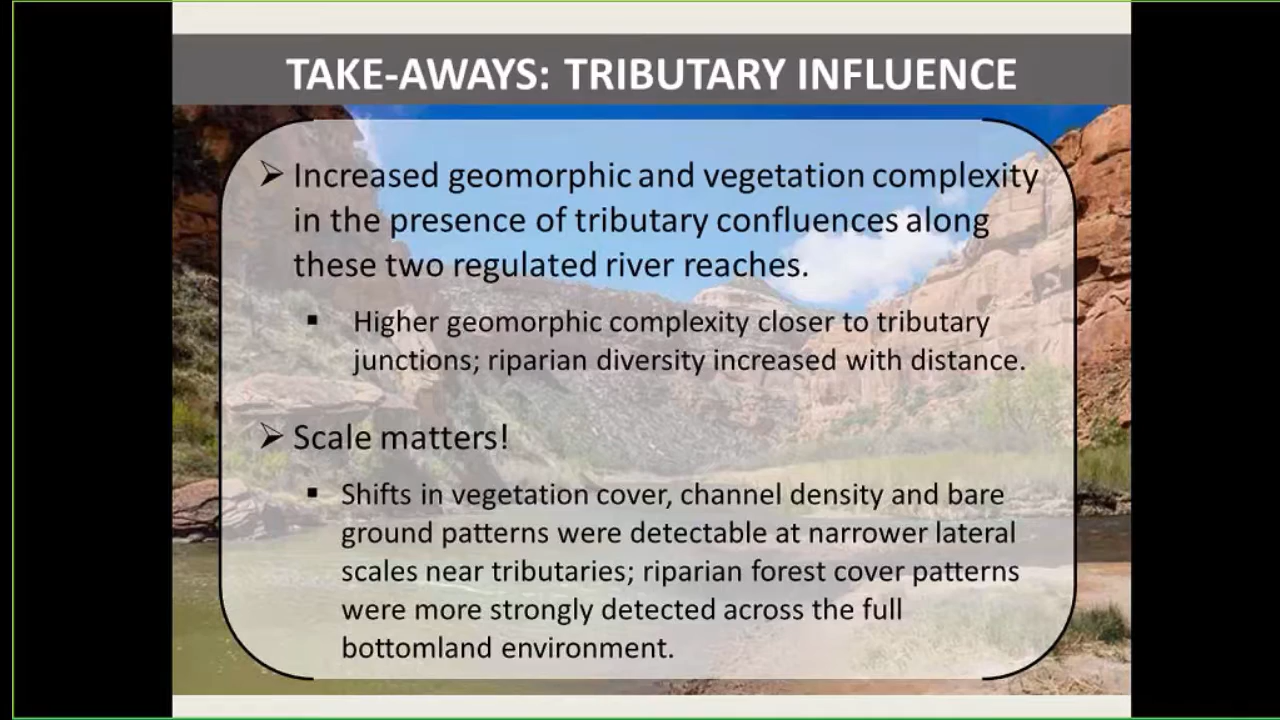 TAKE-AWAYS: TRIBUTARY INFLUENCE
Increased geomorphic and vegetation complexity
in the presence of tributary confluences along
these two regulated river reaches.
Higher geomorphic complexity closer to tributary
junctions; riparian diversity increased with distance.
Scale matters!
Shifts in vegetation cover, channel density and bare
ground patterns were detectable at narrower lateral
scales near tributaries; riparian forest cover patterns
were more strongly detected across the full
bottomland environment.